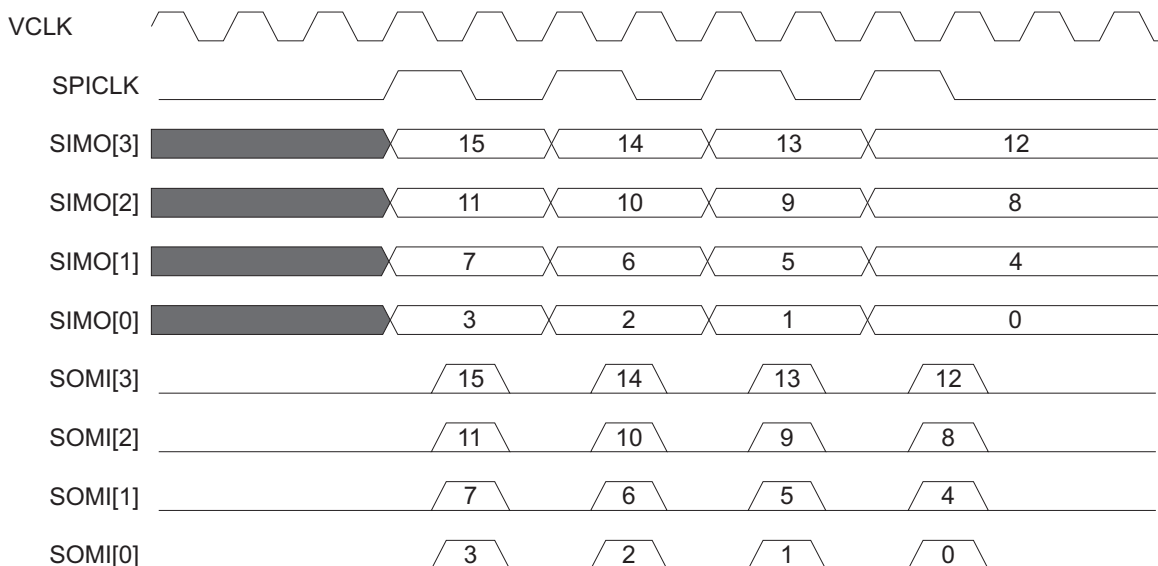 VCLK
SPICLK
SIMO[3] 15 14 13 12
SIMO[2] 11 10 9 8
SIMO[1] 7 6 5 4
SIMO[0] 3 2 1 0
SOMI[3] 15 14 13 12
SOMI[2] 11 10 9 8
SOMI[1] 7 6 5 4
SOMI[0] 3 2 1 0